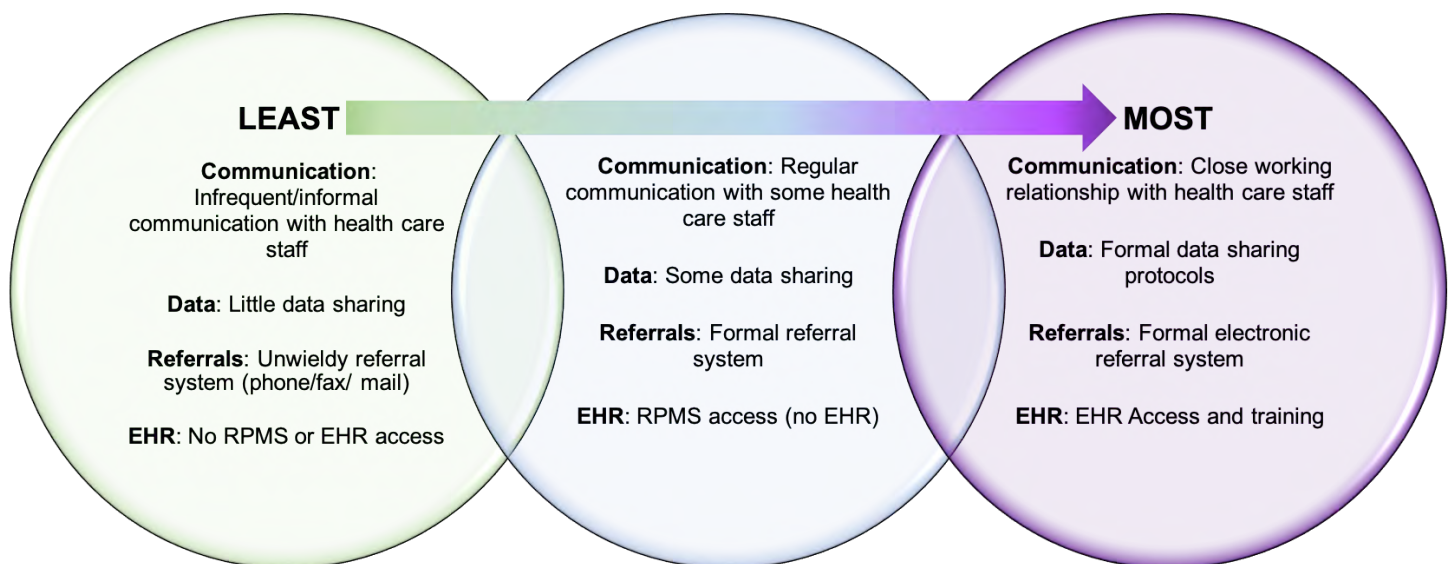 LEAST
MOST
Communication:
Infrequent/informal
communication with health care
staff
Data: Little data sharing
Referrals: Unwieldy referral
system (phone/fax/ mail)
EHR: No RPMS or EHR access
Communication: Regular
communication with some health
care staff
Data: Some data sharing
Referrals: Formal referral
system
EHR: RPMS access (no EHR)
Communication: Close working
relationship with health care staff
Data: Formal data sharing
protocols
Referrals: Formal electronic
referral system
EHR: EHR Access and training